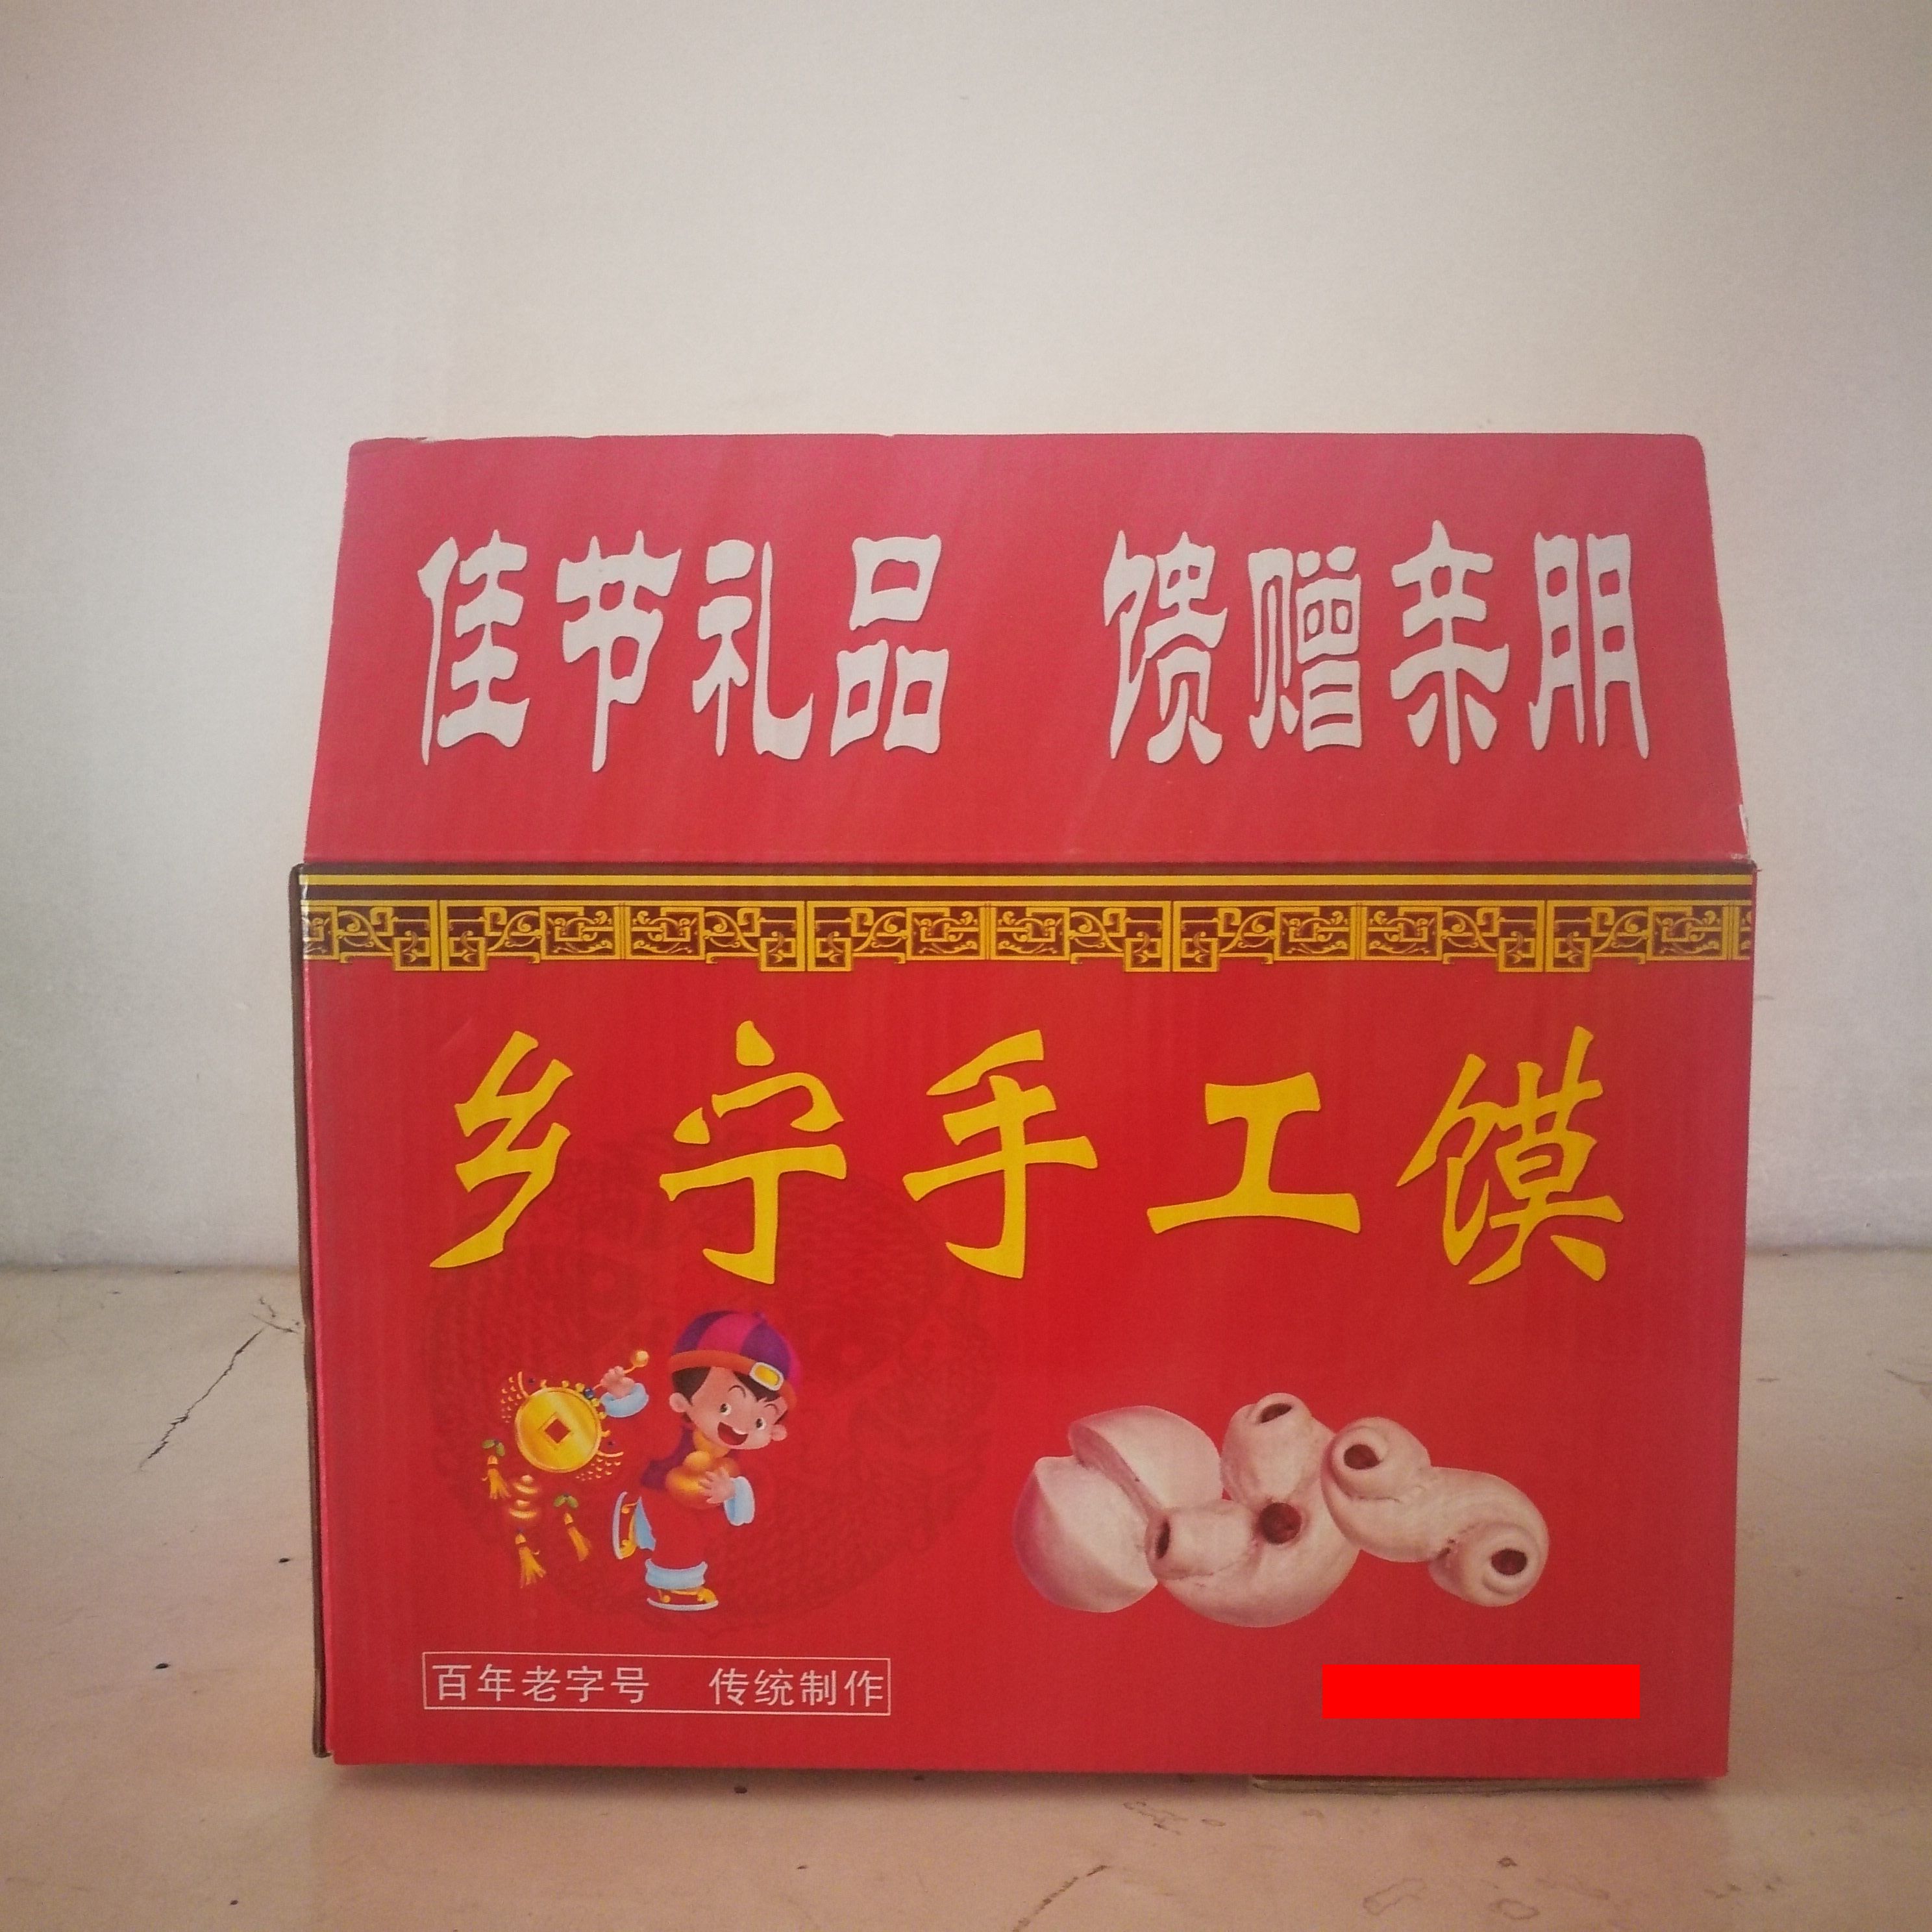 佳节礼品 馈赠亲朋
乡宁手工馍
百年老字号 传统制作